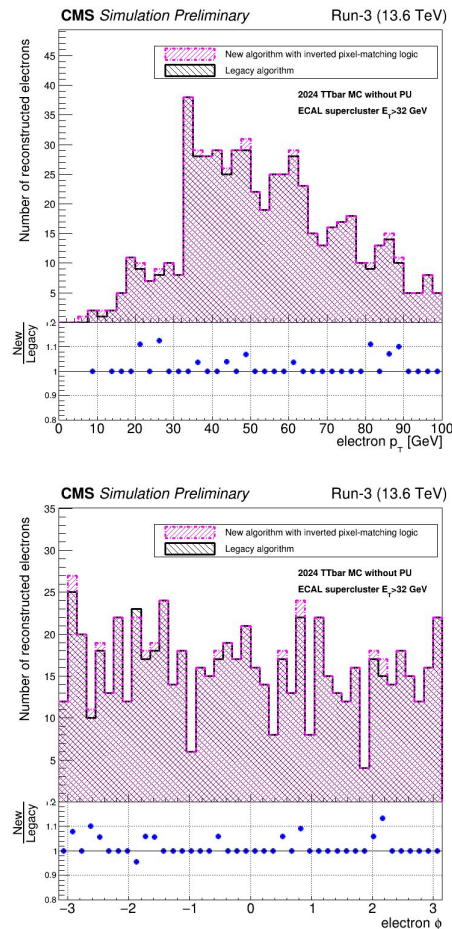 CMS Simulation Preliminary Run-3 (13.6 TeV)
Number of reconstructed electrons
45
40
35
30
25
20
15
10
5
New algorithm with inverted pixel-matching logic
Legacy algorithm
2024 TTbar MC without PU
ECAL supercluster E_T>32 GeV
New
Legacy
.2
1.1
1
0.9
0.8
0 10 20 30 40 50 60 70 80 90 100
electron p_T [GeV]
CMS Simulation Preliminary Run-3 (13.6 TeV)
Number of reconstructed electrons
35
30
25
20
15
10
5
New algorithm with inverted pixel-matching logic
Legacy algorithm
2024 TTbar MC without PU
ECAL supercluster E_T>32 GeV
New
Legacy
.2
1.1
1
0.9
0.8
−3 −2 −1 0 1 2 3
electron ϕ